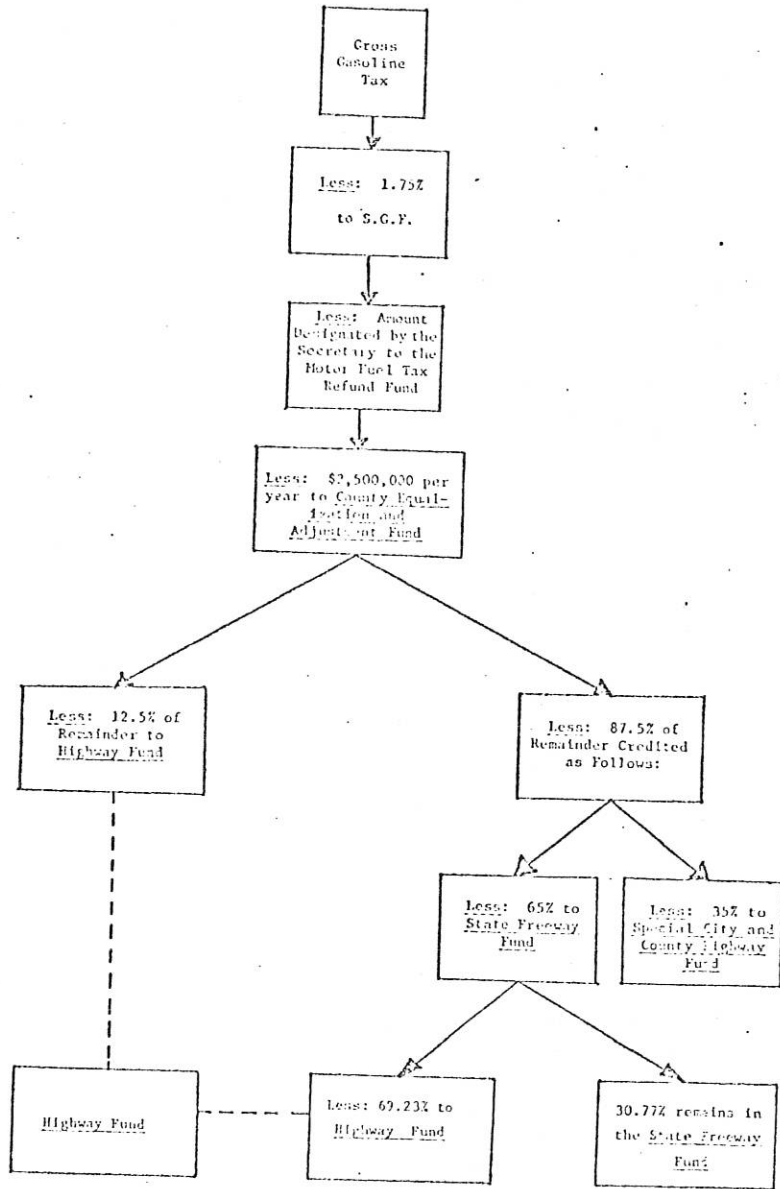 Gross
Gasoline
Tax
Less: 1.75%
to S.G.F.
Less: Amount
Designated by the
Secretary to the
Motor Fuel Tax
Refund Fund
Less: $2,500,000 per
year to County Equal-
ization and
Adjustment Fund
Less: 12.5% of
Remainder to
Highway Fund
Less: 87.5% of
Remainder Credited
as Follows:
Less: 65% to
State Freeway
Fund
Less: 35% to
Special City and
County Highway
Fund
Highway Fund
Less: 69.23% to
Highway Fund
30.77% remains in
the State Freeway
Fund